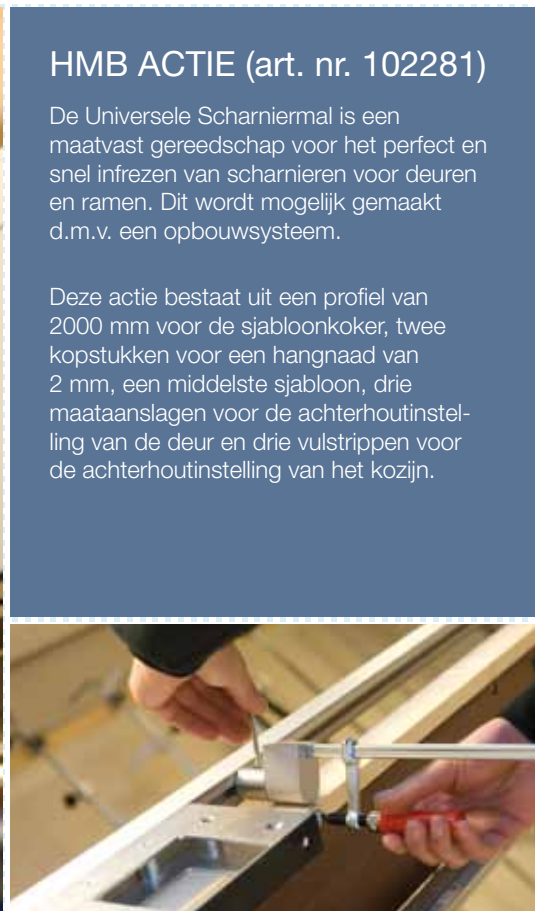 HMB ACTIE (art. nr. 102281)
De Universele Scharniermal is een
maatvast gereedschap voor het perfect en
snel infrezen van scharnieren voor deuren
en ramen. Dit wordt mogelijk gemaakt
d.m.v. een opbouwsysteem.
Deze actie bestaat uit een profiel van
2000 mm voor de sjabloonkoker, twee
kopstukken voor een hangnaad van
2 mm, een middelste sjabloon, drie
maataanslagen voor de achterhoutinstel-
ling van de deur en drie vulstrippen voor
de achterhoutinstelling van het kozijn.